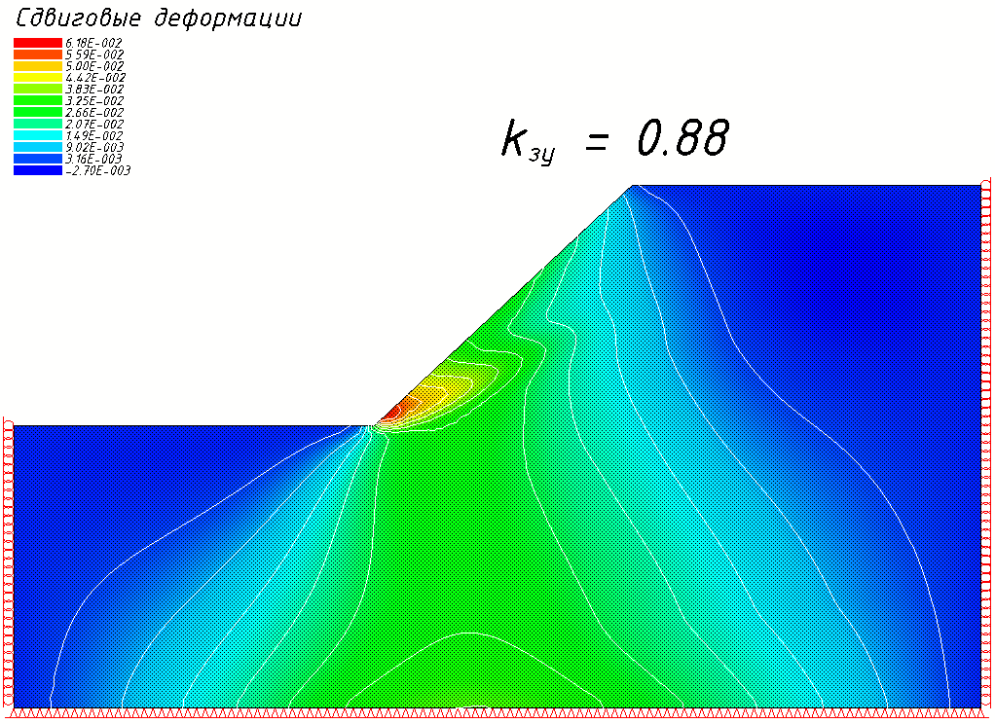 Сдвиговые деформации
6.18E-002
5.59E-002
5.00E-002
4.42E-002
3.83E-002
3.25E-002
2.66E-002
2.07E-002
1.49E-002
9.02E-003
3.16E-003
-2.70E-003
kзу = 0.88